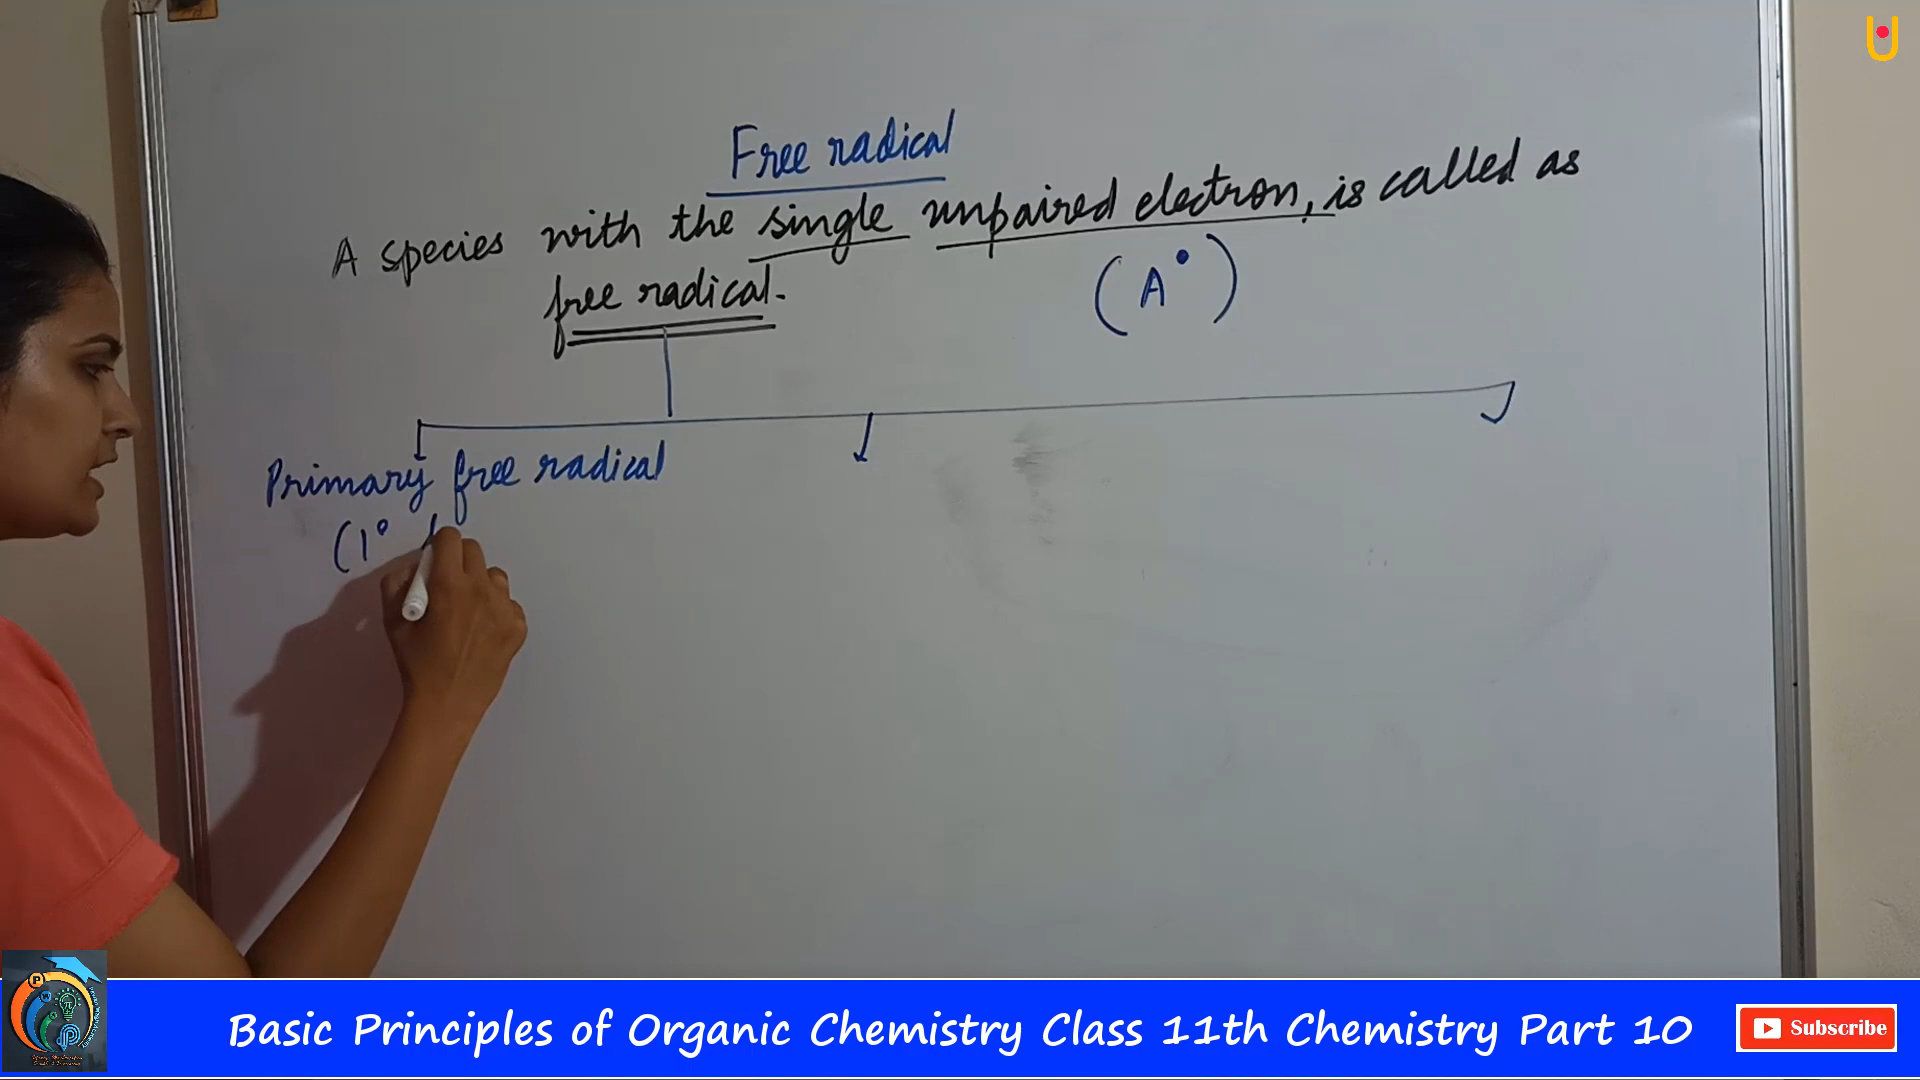 Free radical
A species with the single unpaired electron, is called as
free radical.
(A•)
Primary free radical
(1°
Basic Principles of Organic Chemistry Class 11th Chemistry Part 10
Subscribe